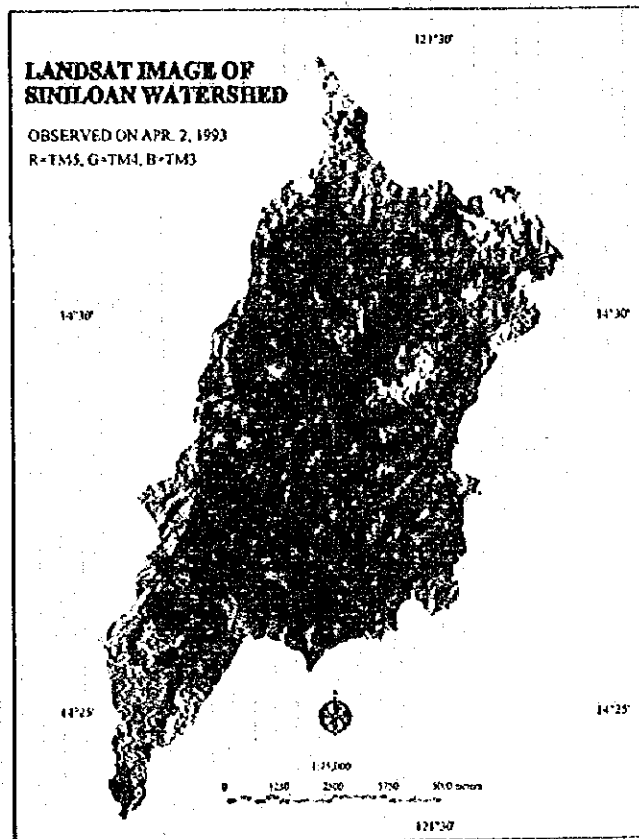 121°30'
LANDSAT IMAGE OF
SINILOAN WATERSHED
OBSERVED ON APR. 2, 1993
R=TM5, G=TM4, B=TM3
14°30' 14°30'
14°25' 14°25'
0 1250 2500 3750 5000 meters
121°30'